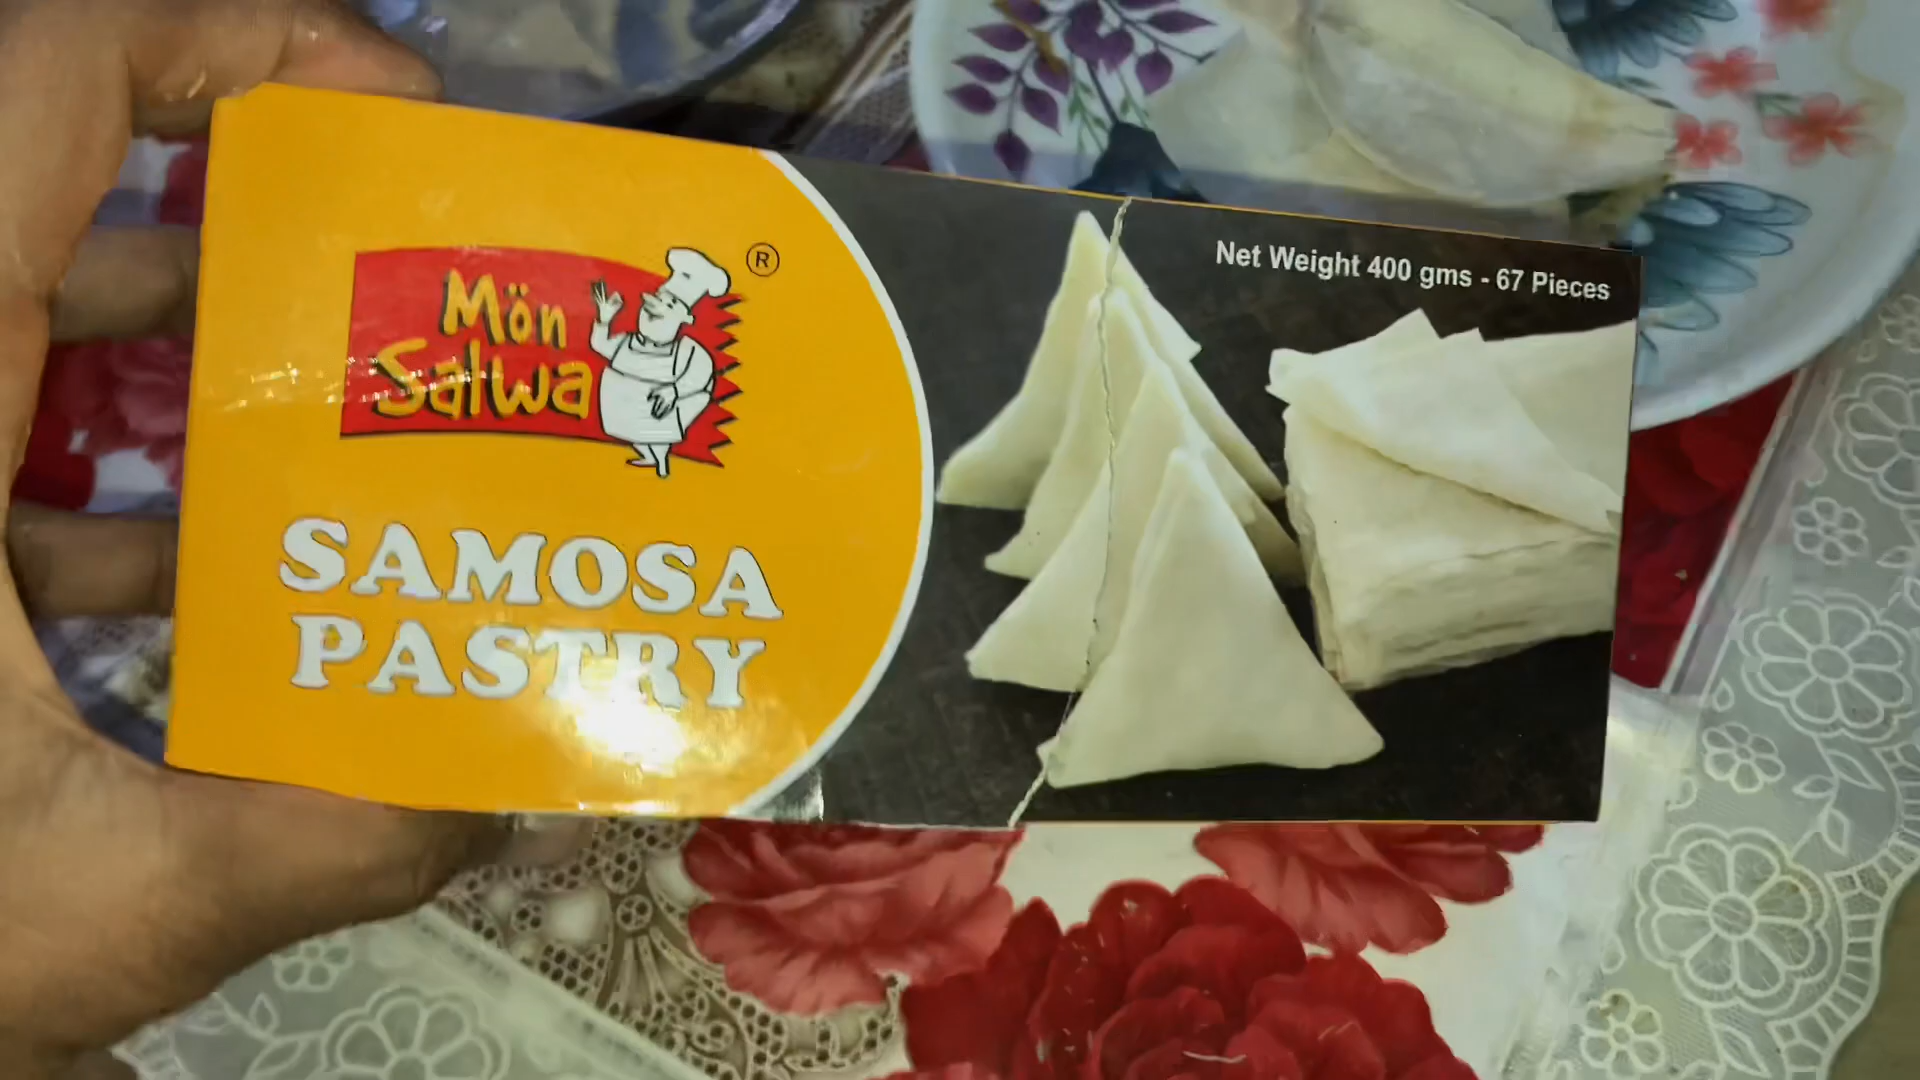 Mön
Salwa
®
SAMOSA
PASTRY
Net Weight 400 gms - 67 Pieces